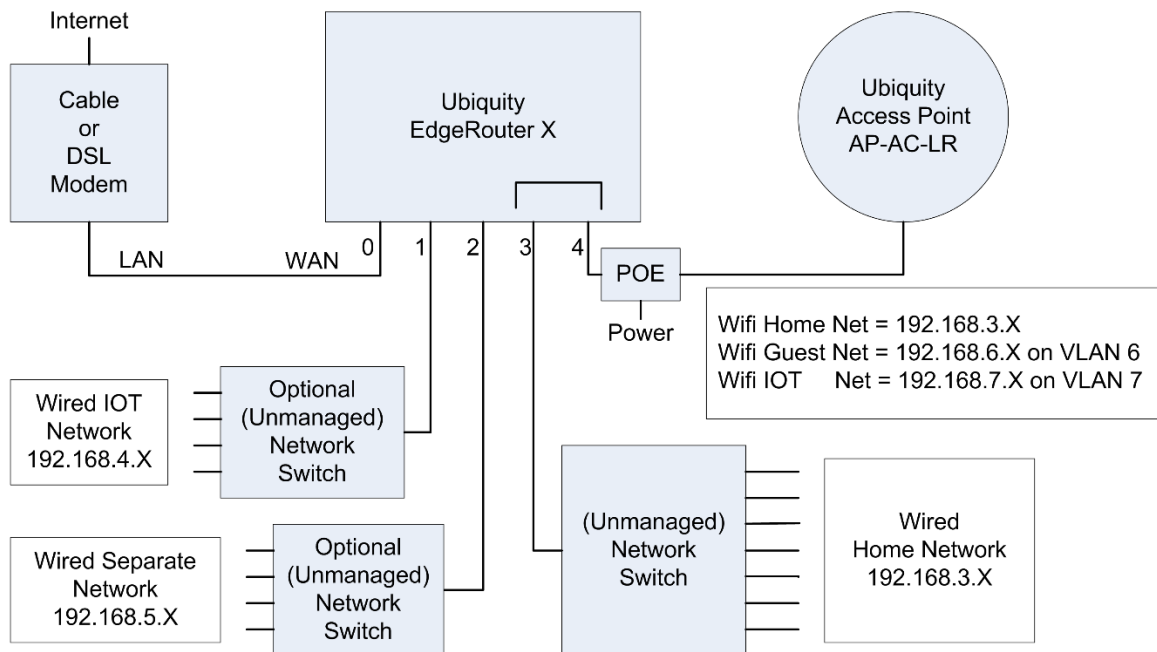 Internet
Cable
or
DSL
Modem
Ubiquity
EdgeRouter X
Ubiquity
Access Point
AP-AC-LR
0
1
2
3
4
LAN
WAN
POE
Power
Wifi Home Net = 192.168.3.X
Wifi Guest Net = 192.168.6.X on VLAN 6
Wifi IOT Net = 192.168.7.X on VLAN 7
Wired IOT
Network
192.168.4.X
Optional
(Unmanaged)
Network
Switch
Wired Separate
Network
192.168.5.X
Optional
(Unmanaged)
Network
Switch
(Unmanaged)
Network
Switch
Wired
Home Network
192.168.3.X